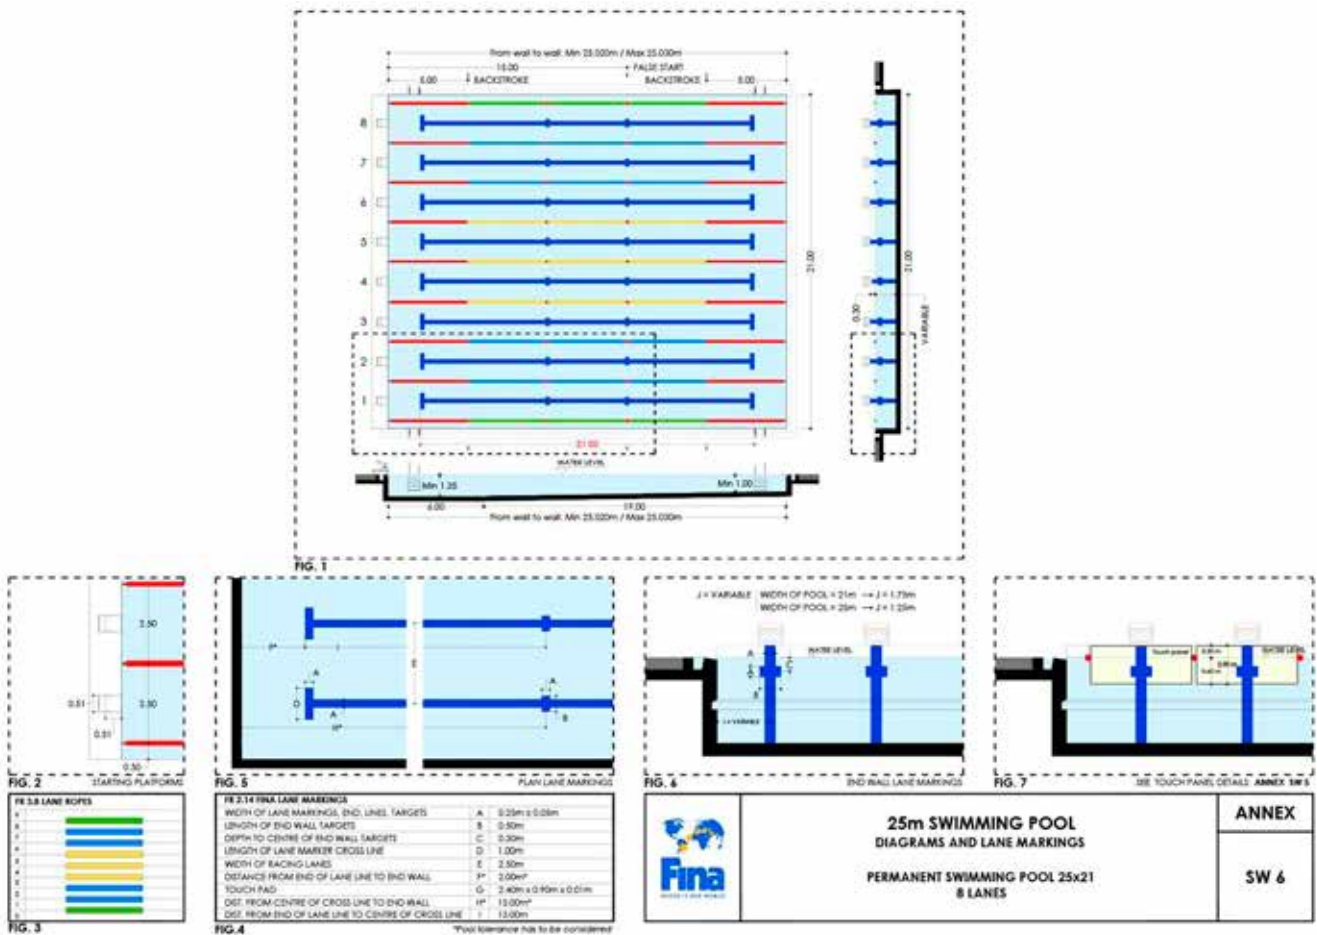 From wall to wall: Min 25.020m / Max 25.030m
15.00 FALSE START
5.00 BACKSTROKE BACKSTROKE 5.00
8
7
6
5
4
3
2
1
21.00
21.00
0.30
VARIABLE
21.00
WATER LEVEL
Min 1.35 Min 1.00
6.00 19.00
From wall to wall: Min 25.020m / Max 25.030m
FIG. 1
2.50
2.50
0.51
0.51
0.50
FIG. 2 STARTING PLATFORMS
F*
I
E
A
D
A
A
B
H*
FIG. 5 PLAN LANE MARKINGS
J = VARIABLE WIDTH OF POOL = 21m → J = 1.75m
WIDTH OF POOL = 25m → J = 1.25m
A
WATER LEVEL
C
B
J = VARIABLE
FIG. 6 END WALL LANE MARKINGS
Touch panel
WATER LEVEL
FIG. 7 SEE TOUCH PANEL DETAILS ANNEX SW 5
FR 3.8 LANE ROPES
FIG. 3
FR 2.14 FINA LANE MARKINGS
WIDTH OF LANE MARKINGS, END, LINES, TARGETS A 0.25m ± 0.05m
LENGTH OF END WALL TARGETS B 0.50m
DEPTH TO CENTRE OF END WALL TARGETS C 0.30m
LENGTH OF LANE MARKER CROSS LINE D 1.00m
WIDTH OF RACING LANES E 2.50m
DISTANCE FROM END OF LANE LINE TO END WALL F* 2.00m*
TOUCH PAD G 2.40m x 0.90m x 0.01m
DIST. FROM CENTRE OF CROSS LINE TO END WALL H* 15.00m*
DIST. FROM END OF LANE LINE TO CENTRE OF CROSS LINE I 13.00m
FIG.4 *Pool tolerance has to be considered
Fina
25m SWIMMING POOL
DIAGRAMS AND LANE MARKINGS
PERMANENT SWIMMING POOL 25x21
8 LANES
ANNEX
SW 6